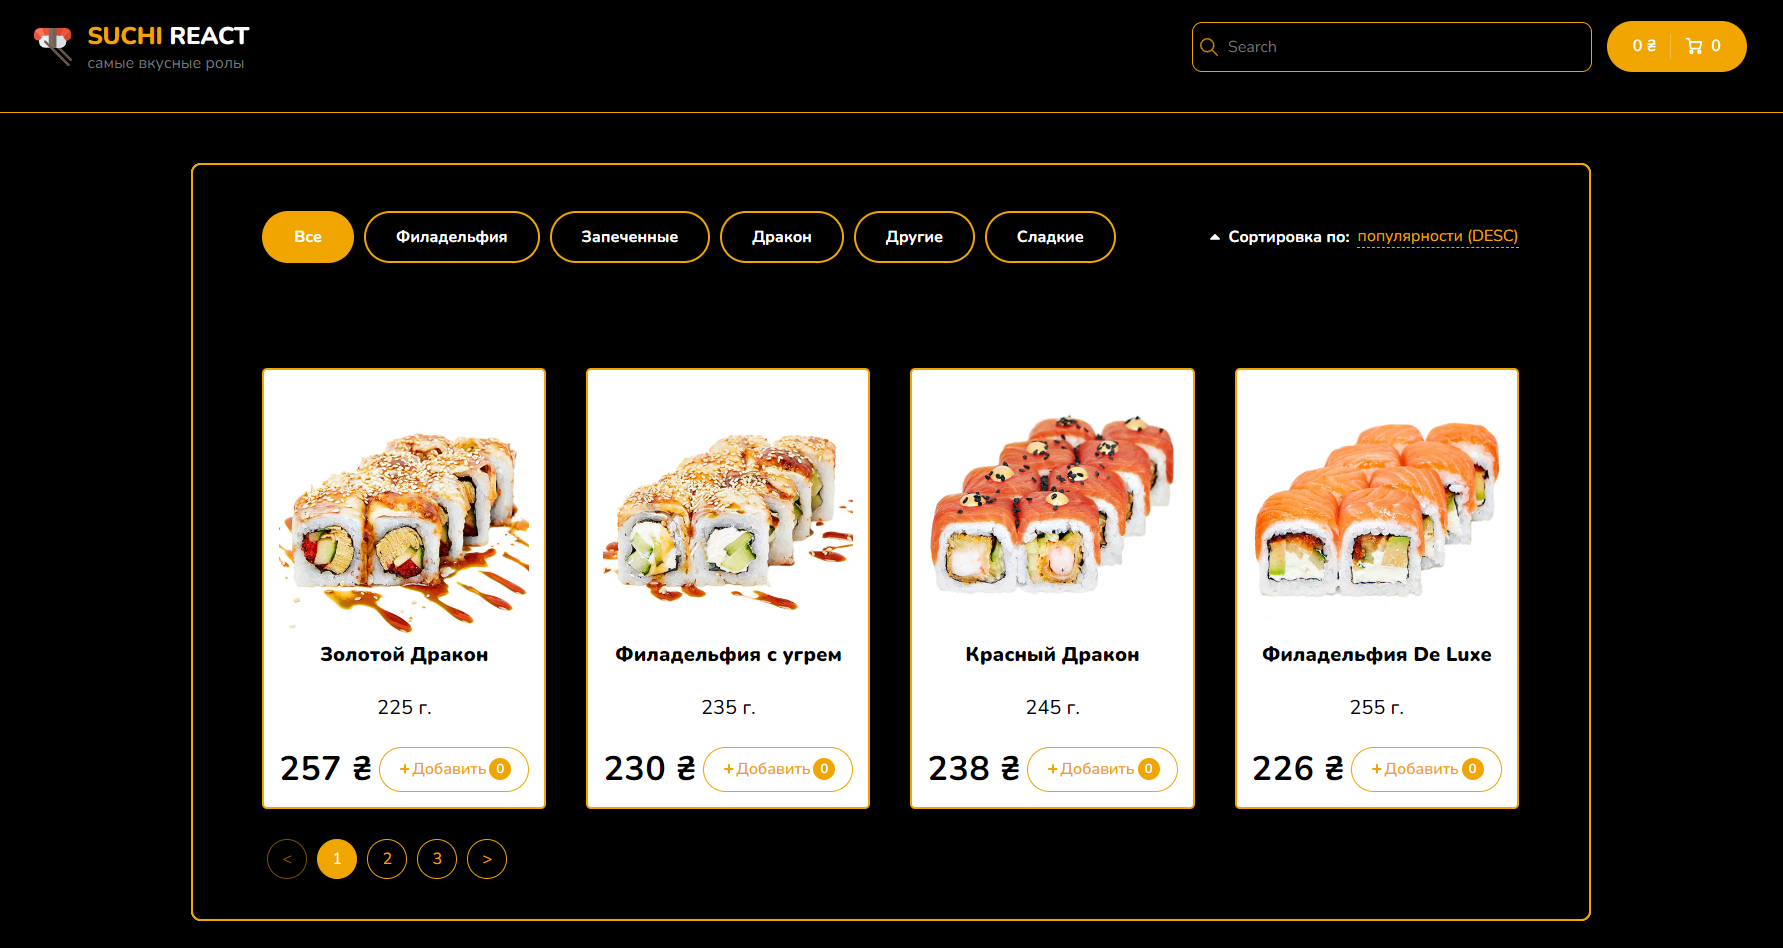 SUCHI REACT
самые вкусные ролы
Search
0 ₴ 0
Все Филадельфия Запеченные Дракон Другие Сладкие
Сортировка по: популярности (DESC)
Золотой Дракон
225 г.
257 ₴ +Добавить 0
Филадельфия с угрем
235 г.
230 ₴ +Добавить 0
Красный Дракон
245 г.
238 ₴ +Добавить 0
Филадельфия De Luxe
255 г.
226 ₴ +Добавить 0
< 1 2 3 >